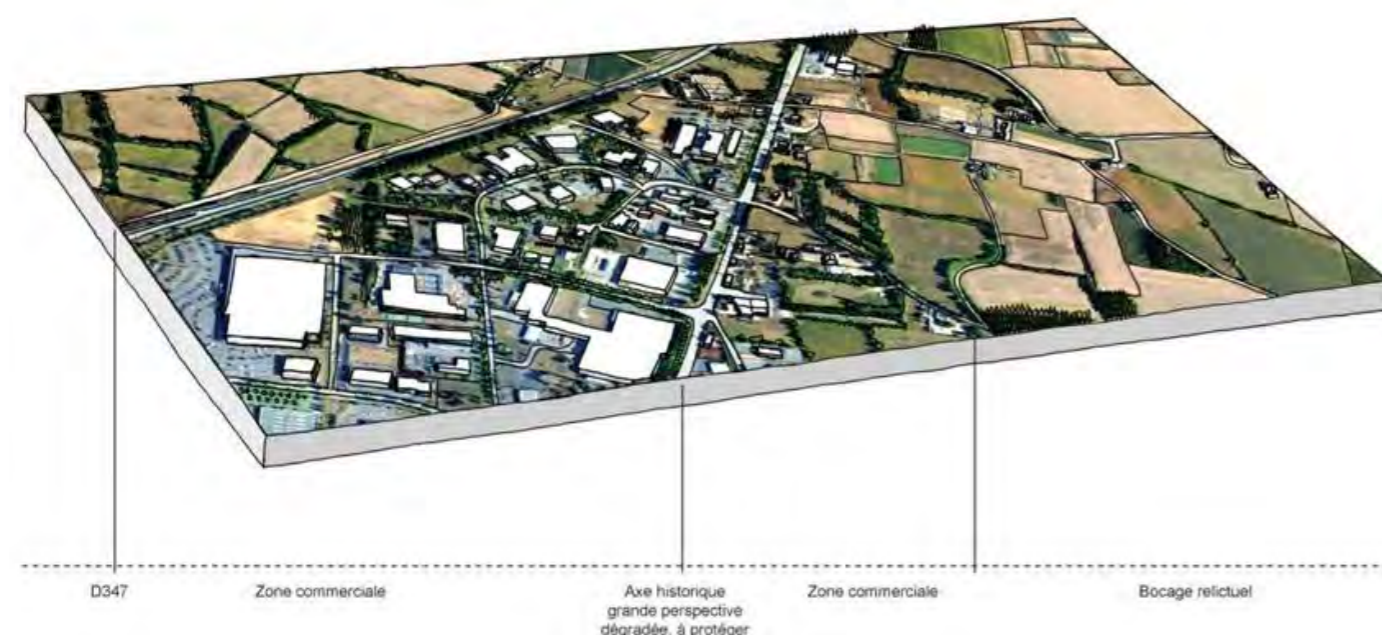 D347
Zone commerciale
Axe historique
grande perspective
dégradée, à protéger
Zone commerciale
Bocage relictuel